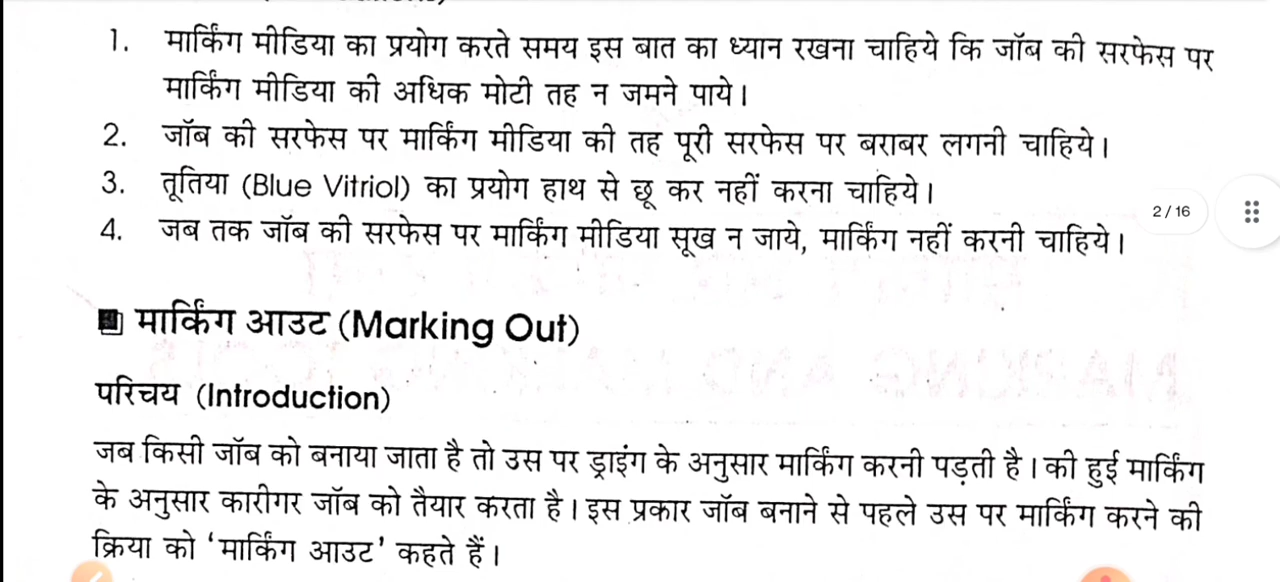 1. मार्किंग मीडिया का प्रयोग करते समय इस बात का ध्यान रखना चाहिये कि जॉब की सरफेस पर
मार्किंग मीडिया की अधिक मोटी तह न जमने पाये।
2. जॉब की सरफेस पर मार्किंग मीडिया की तह पूरी सरफेस पर बराबर लगनी चाहिये।
3. तूतिया (Blue Vitriol) का प्रयोग हाथ से छू कर नहीं करना चाहिये।
2/16
4. जब तक जॉब की सरफेस पर मार्किंग मीडिया सूख न जाये, मार्किंग नहीं करनी चाहिये।
मार्किंग आउट (Marking Out)
परिचय (Introduction)
जब किसी जॉब को बनाया जाता है तो उस पर ड्राइंग के अनुसार मार्किंग करनी पड़ती है। की हुई मार्किंग
के अनुसार कारीगर जॉब को तैयार करता है। इस प्रकार जॉब बनाने से पहले उस पर मार्किंग करने की
क्रिया को ‘मार्किंग आउट’ कहते हैं।